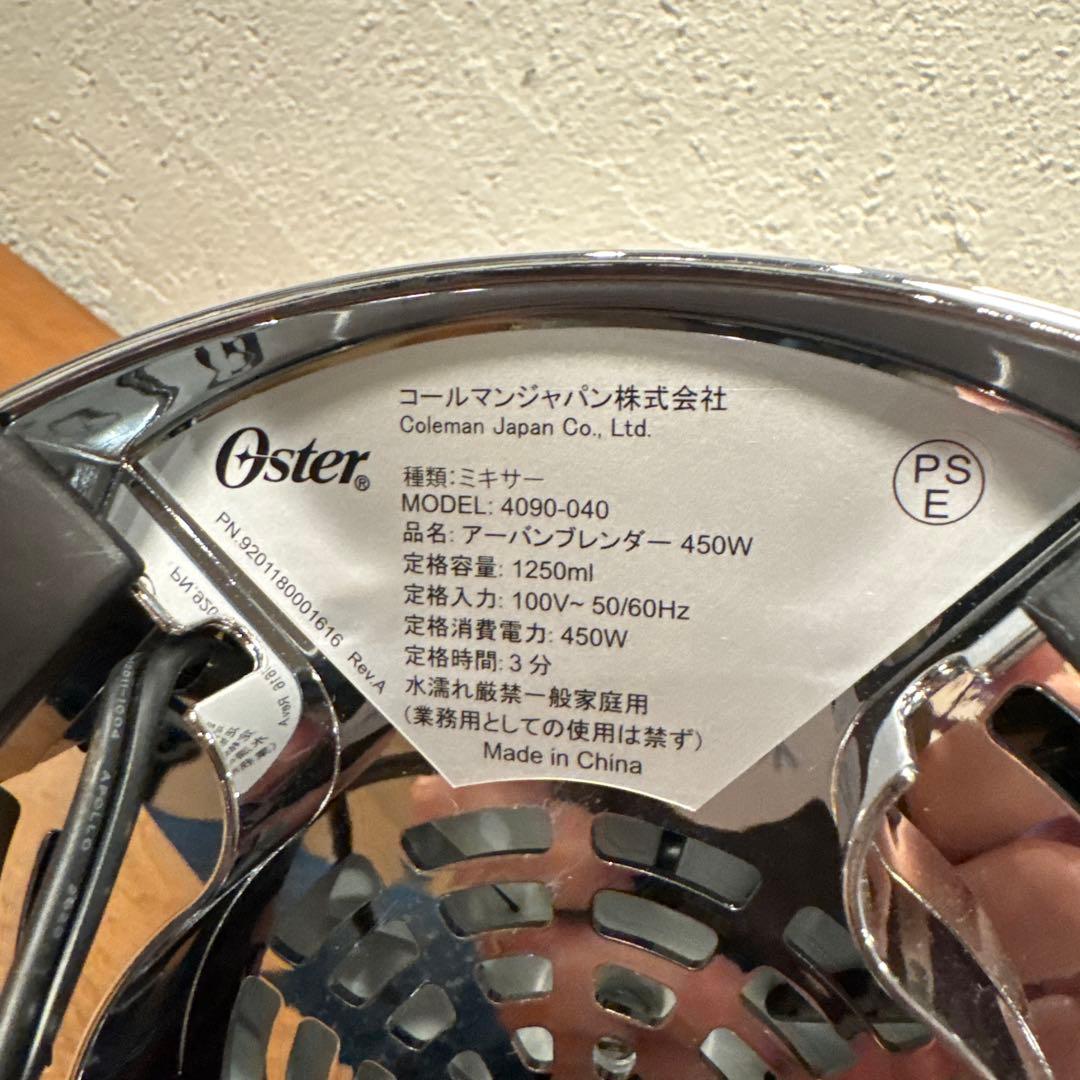 コールマンジャパン株式会社
Coleman Japan Co., Ltd.
Oster®
種類:ミキサー
MODEL: 4090-040
品名: アーバンブレンダー 450W
定格容量: 1250ml
定格入力: 100V~ 50/60Hz
定格消費電力: 450W
定格時間: 3 分
水濡れ厳禁一般家庭用
(業務用としての使用は禁ず)
Made in China
PN.9201180001616 Rev.A
PS
E
APOLLO